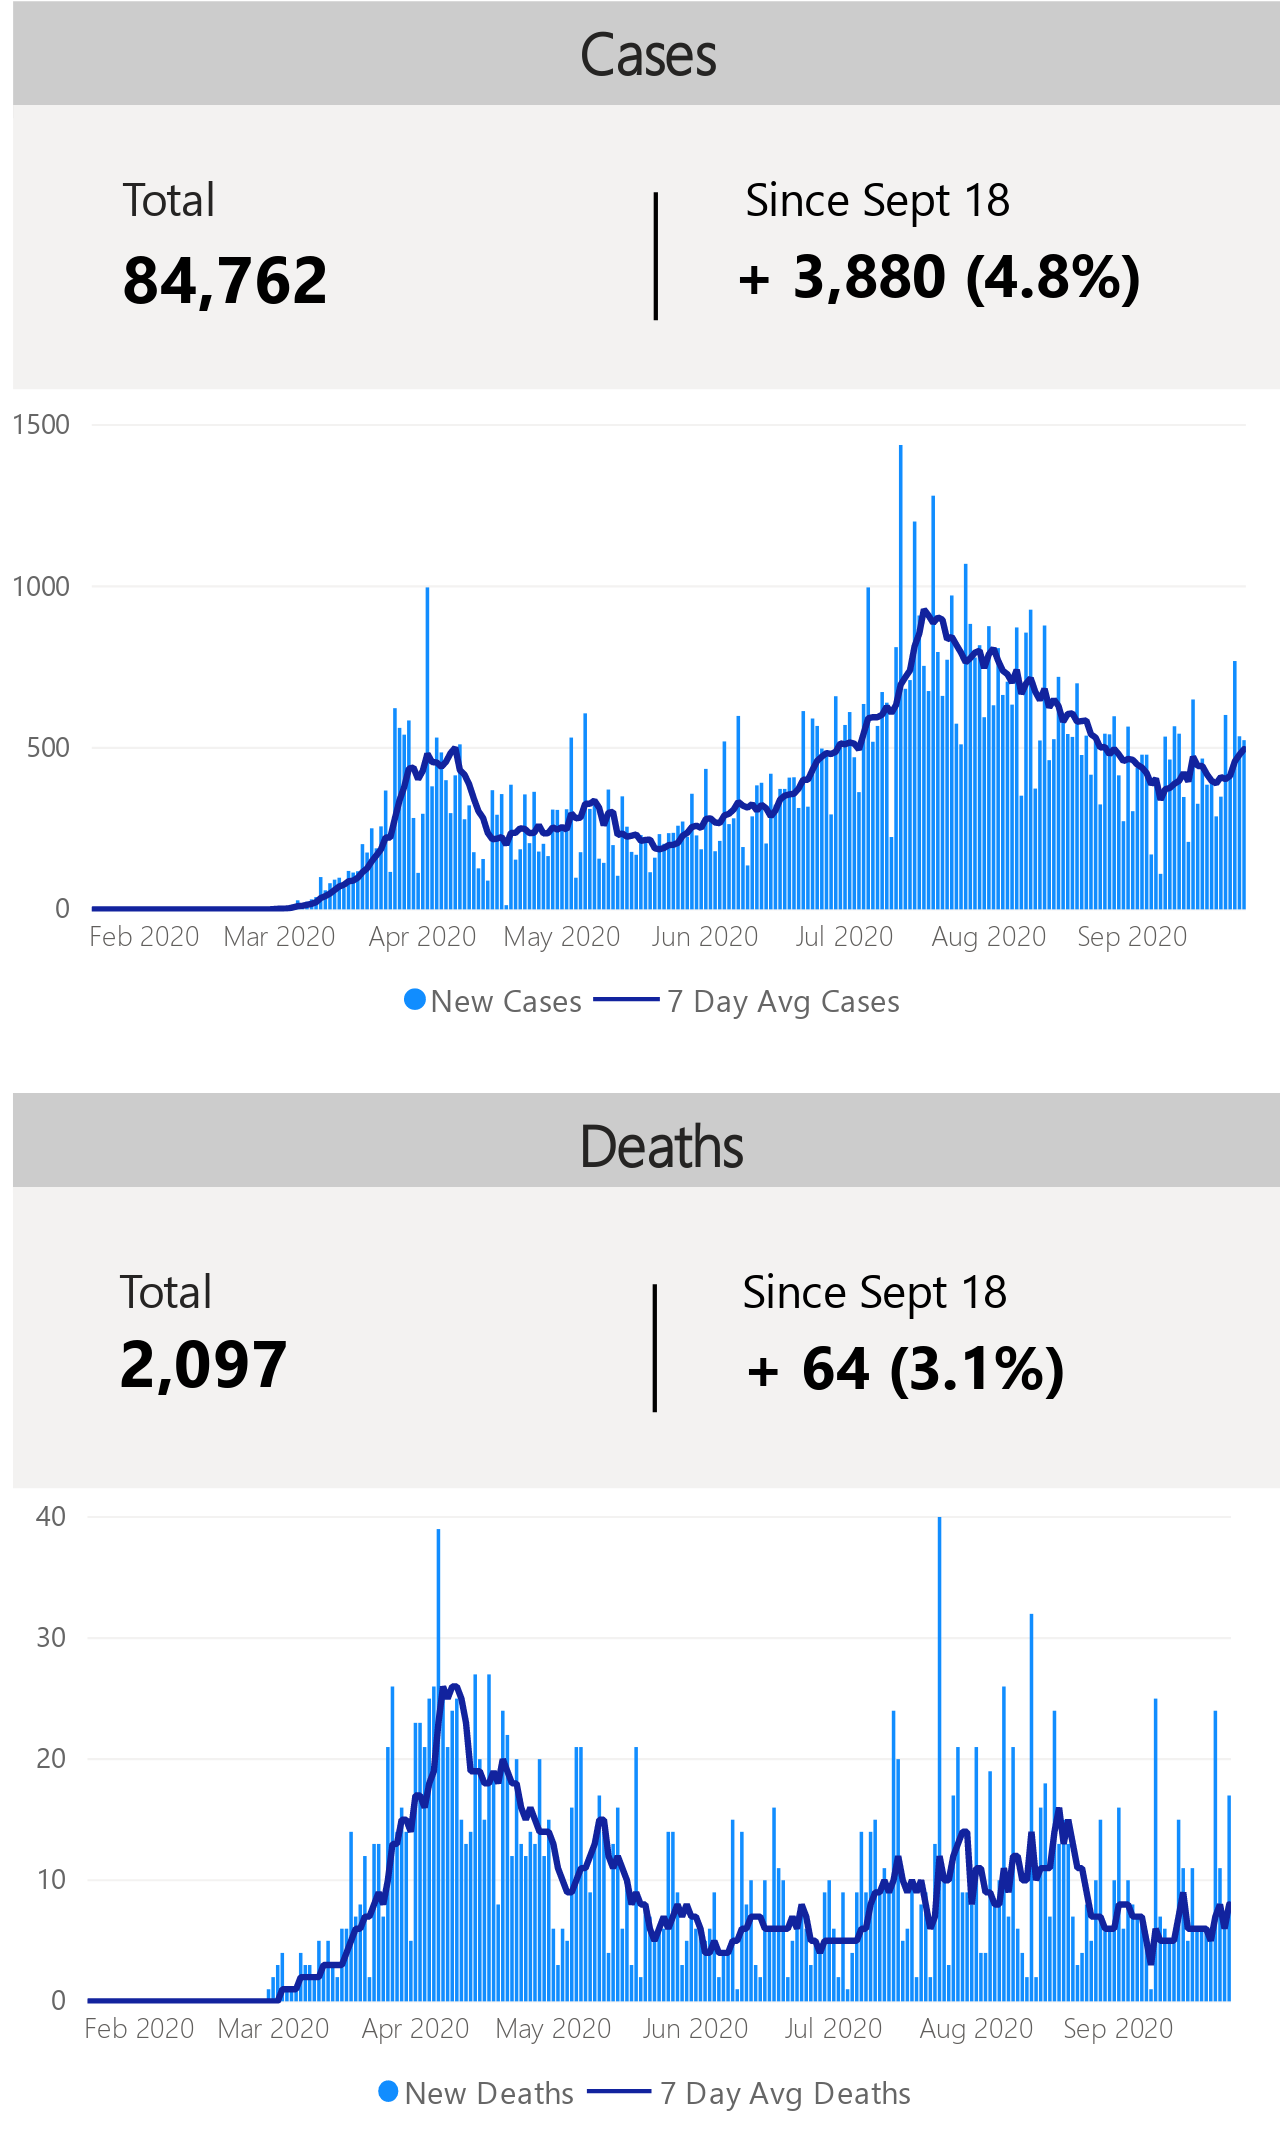 Cases
Total
Since Sept 18
84,762
+ 3,880 (4.8%)
1500
1000
500
0
Feb 2020 Mar 2020 Apr 2020 May 2020 Jun 2020 Jul 2020 Aug 2020 Sep 2020
New Cases 7 Day Avg Cases
Deaths
Total
Since Sept 18
2,097
+ 64 (3.1%)
40
30
20
10
0
Feb 2020 Mar 2020 Apr 2020 May 2020 Jun 2020 Jul 2020 Aug 2020 Sep 2020
New Deaths 7 Day Avg Deaths